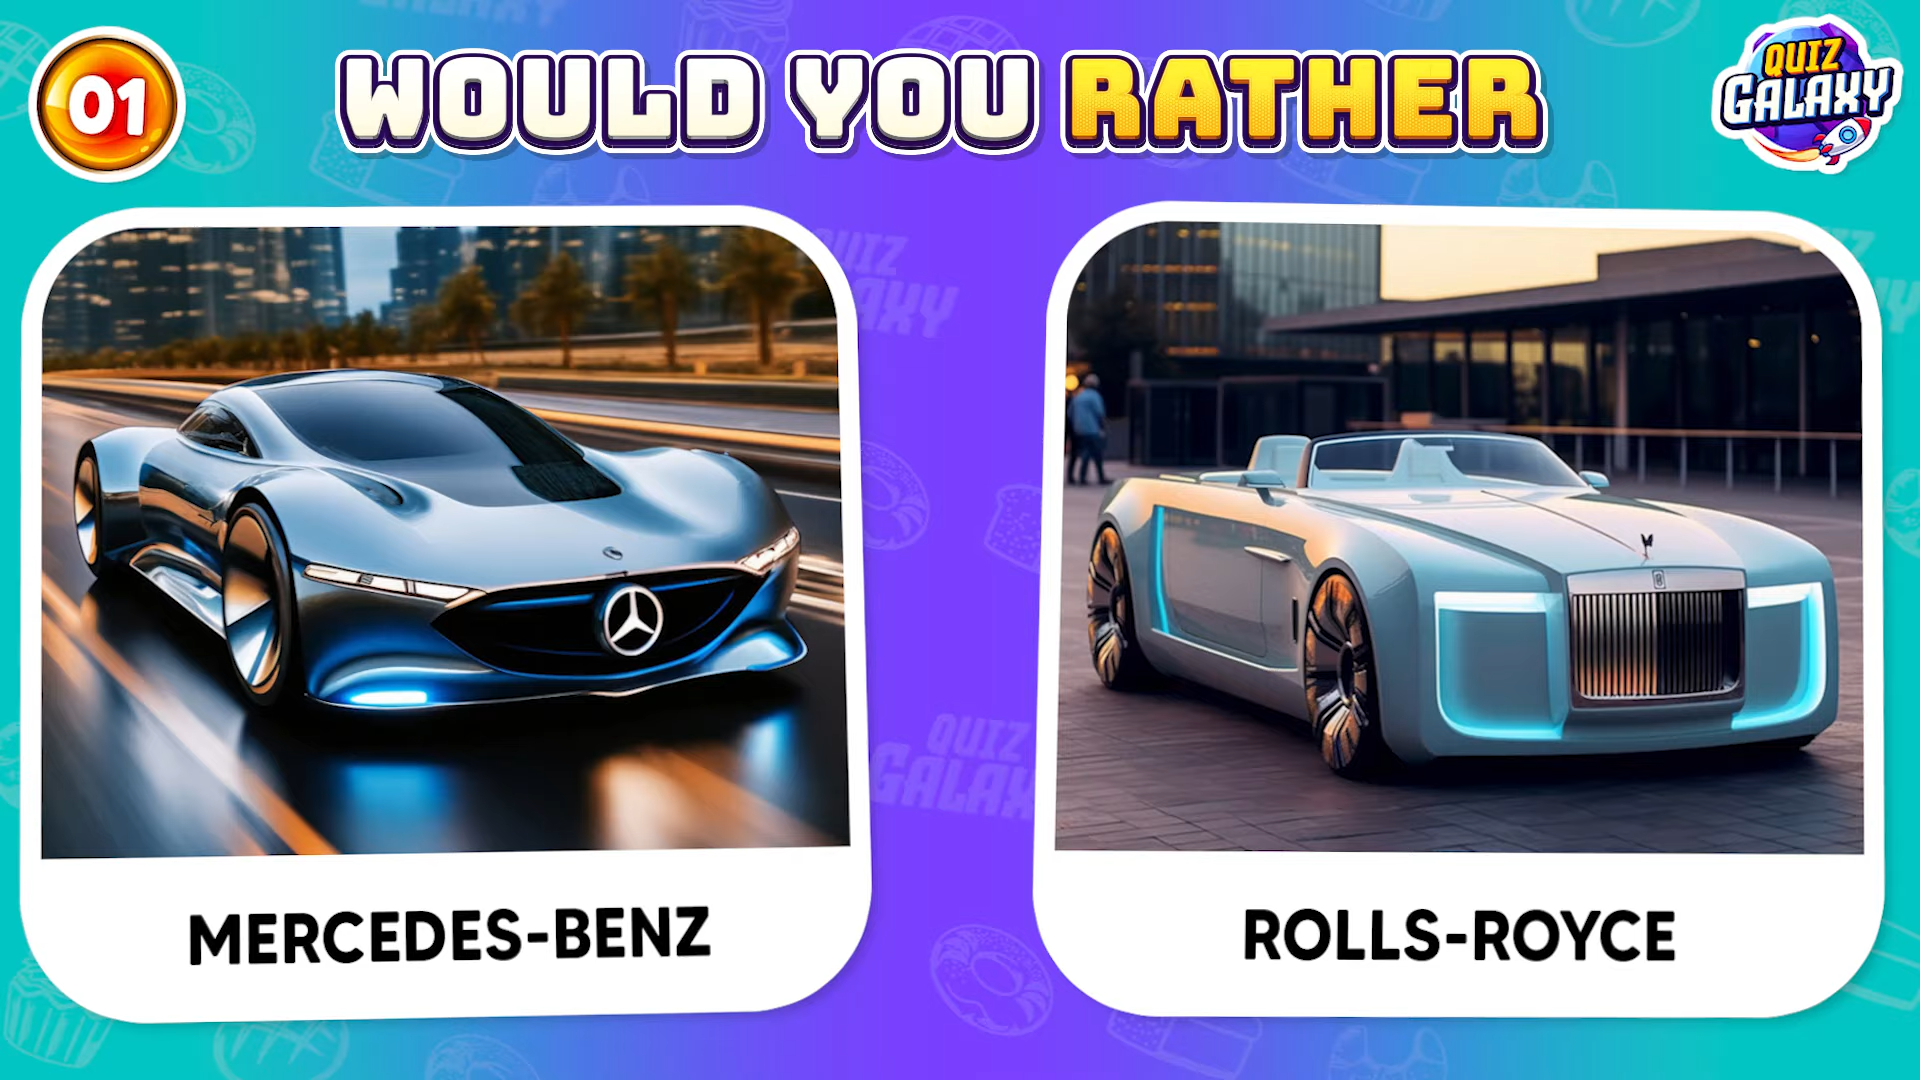 01
WOULD YOU RATHER
QUIZ
GALAXY
MERCEDES-BENZ
ROLLS-ROYCE